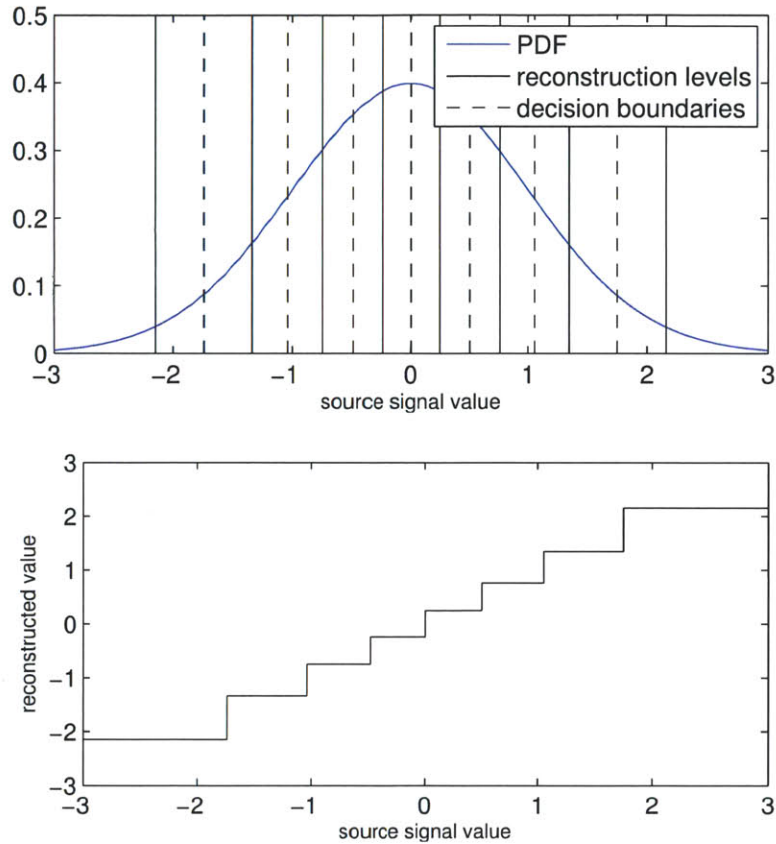 0.5
0.4
0.3
0.2
0.1
0
PDF
reconstruction levels
decision boundaries
−3 −2 −1 0 1 2 3
source signal value
3
2
1
0
−1
−2
−3
reconstructed value
−3 −2 −1 0 1 2 3
source signal value